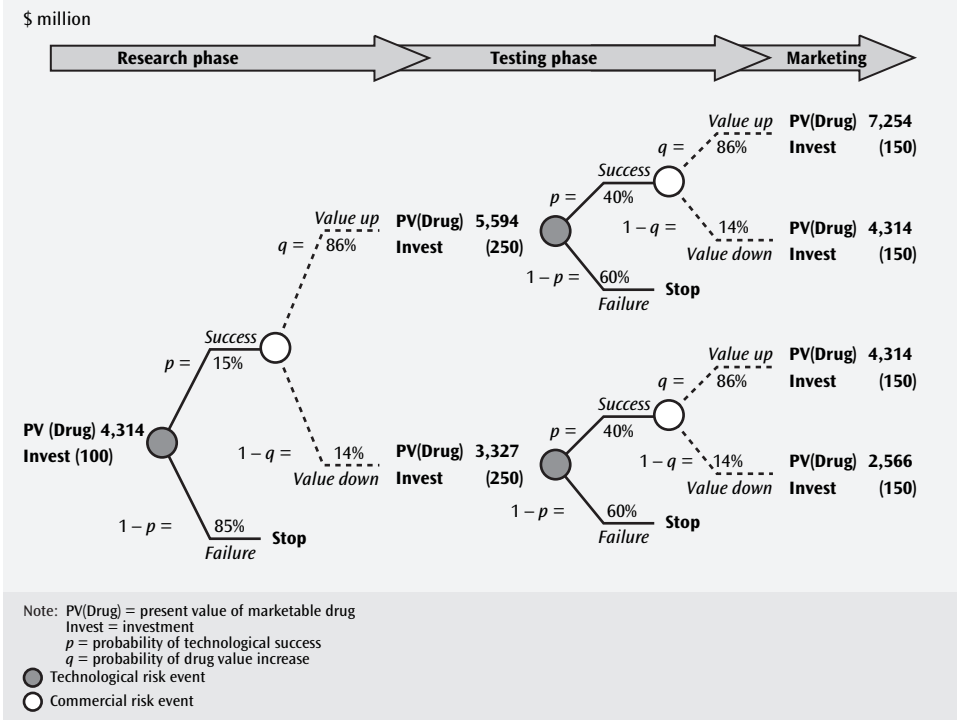 $ million
Research phase
Testing phase
Marketing
Value up
PV(Drug) 7,254
q =
86%
Invest (150)
Success
p =
40%
1 – q =
14%
PV(Drug) 4,314
Value down
Invest (150)
1 – p =
60%
Stop
Failure
Value up
PV(Drug) 5,594
q =
86%
Invest (250)
Success
p =
15%
PV (Drug) 4,314
Invest (100)
1 – q =
14%
PV(Drug) 3,327
Value down
Invest (250)
1 – p =
85%
Stop
Failure
Value up
PV(Drug) 4,314
q =
86%
Invest (150)
Success
p =
40%
1 – q =
14%
PV(Drug) 2,566
Value down
Invest (150)
1 – p =
60%
Stop
Failure
Note: PV(Drug) = present value of marketable drug
Invest = investment
p = probability of technological success
q = probability of drug value increase
Technological risk event
Commercial risk event